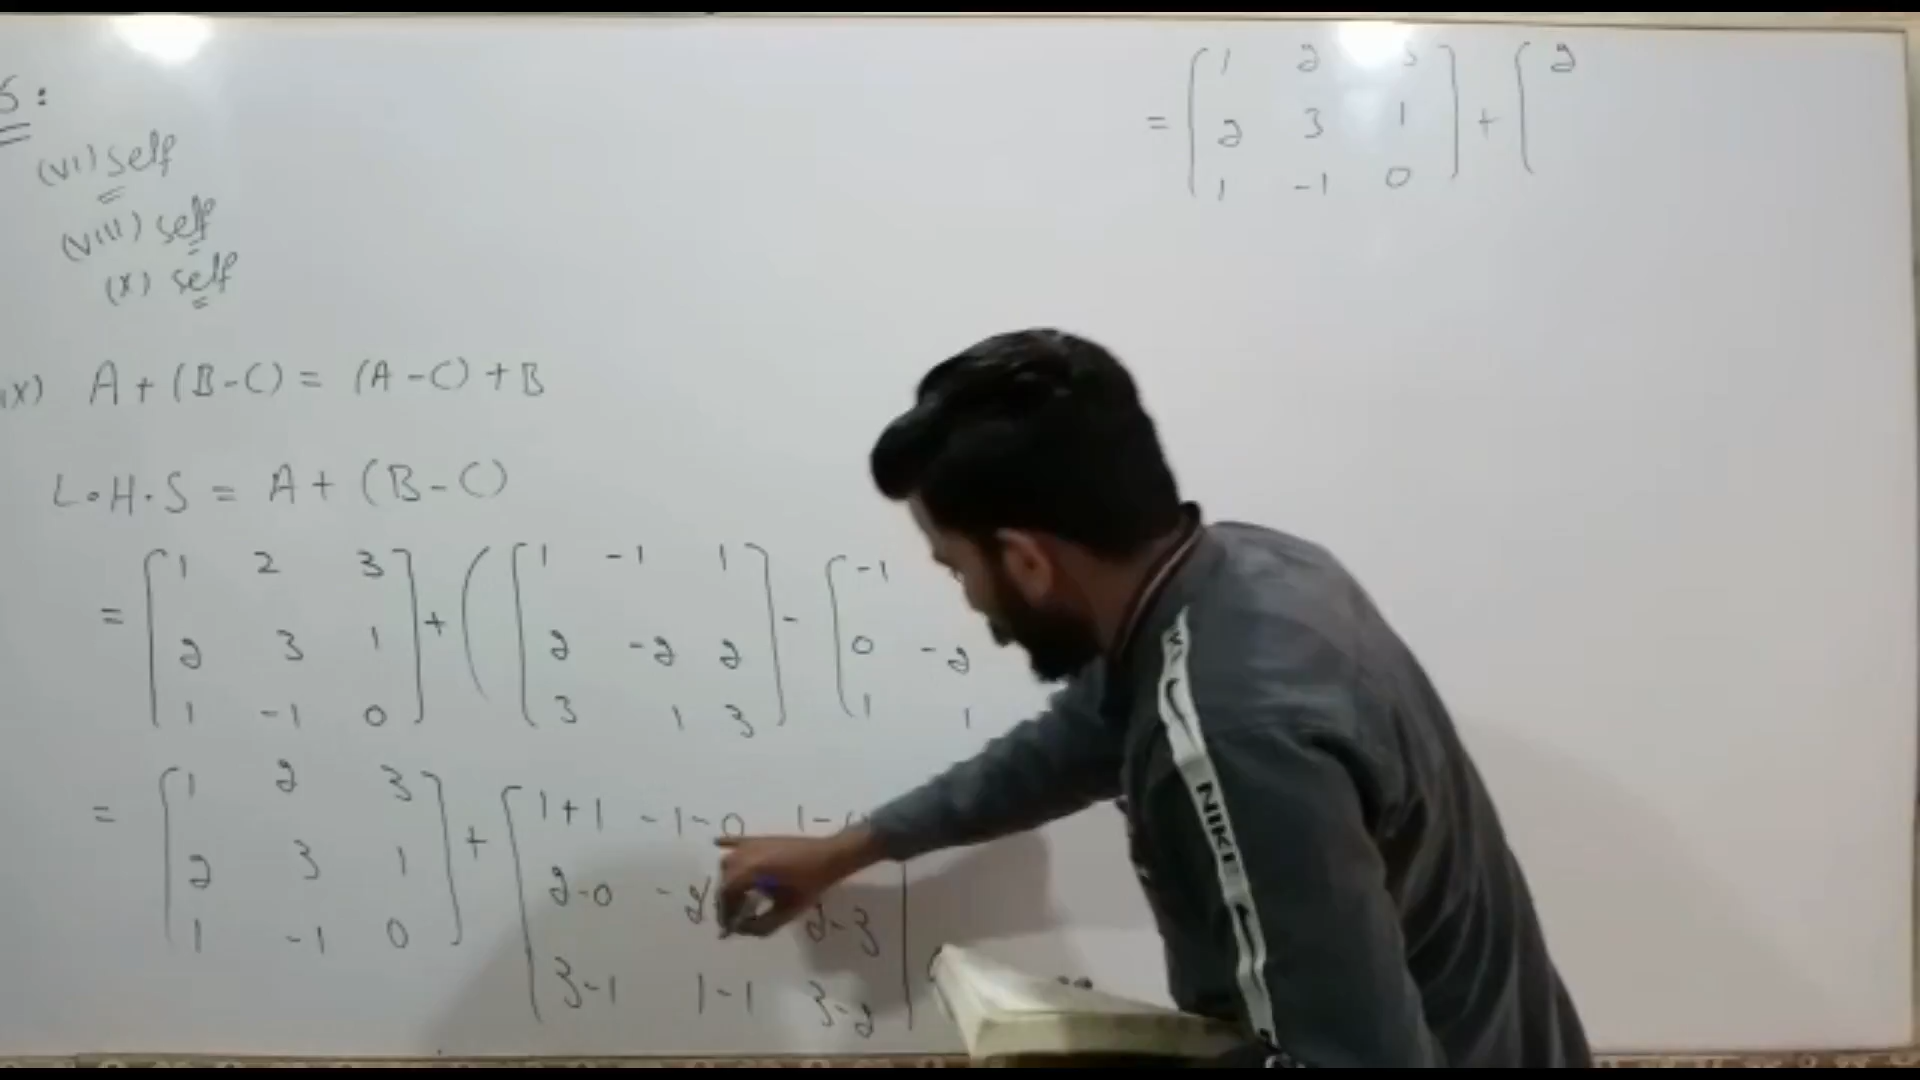 5:
(vi) self
(viii) self
(x) self
ix) A + (B - C) = (A - C) + B
L.H.S = A + (B - C)
= [1 2 3] + ([1 -1 1] - [-1
2 3 1 2 -2 2 0 -2
1 -1 0 3 1 3 1 1
= [1 2 3] + [1+1 -1-0 1-
2 3 1 2-0 -2 2-3
1 -1 0 3-1 1-1 3-2
= [1 2 3] + [2
2 3 1
1 -1 0
NIKE